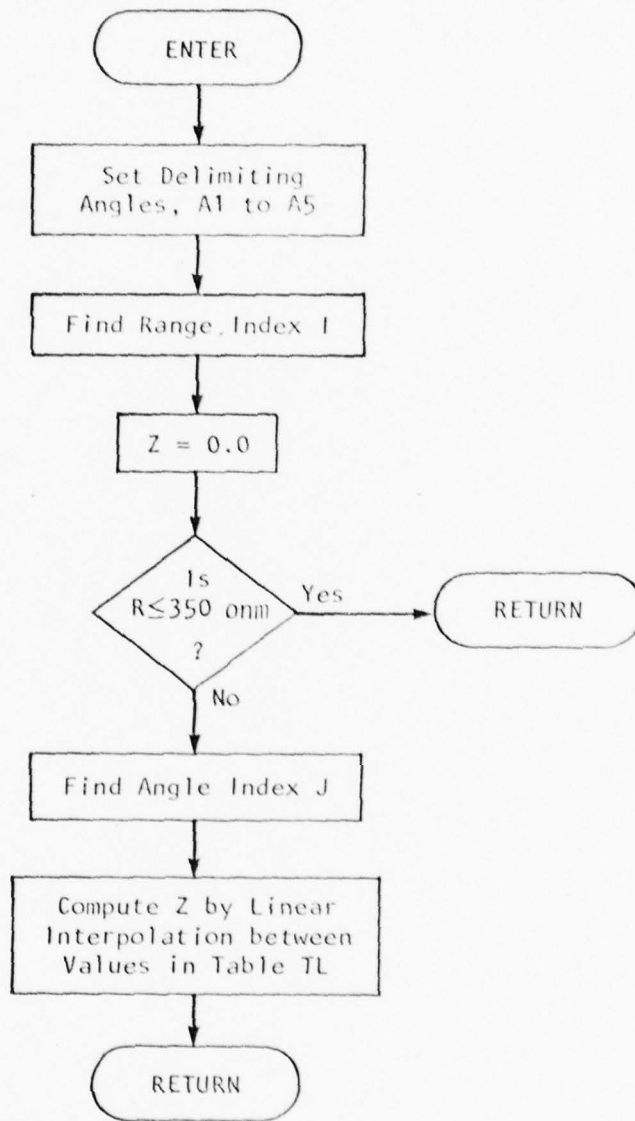 ENTER
Set Delimiting
Angles, A1 to A5
Find Range Index I
Z = 0.0
Is
R≤350 onm
?
Yes
RETURN
No
Find Angle Index J
Compute Z by Linear
Interpolation between
Values in Table TL
RETURN